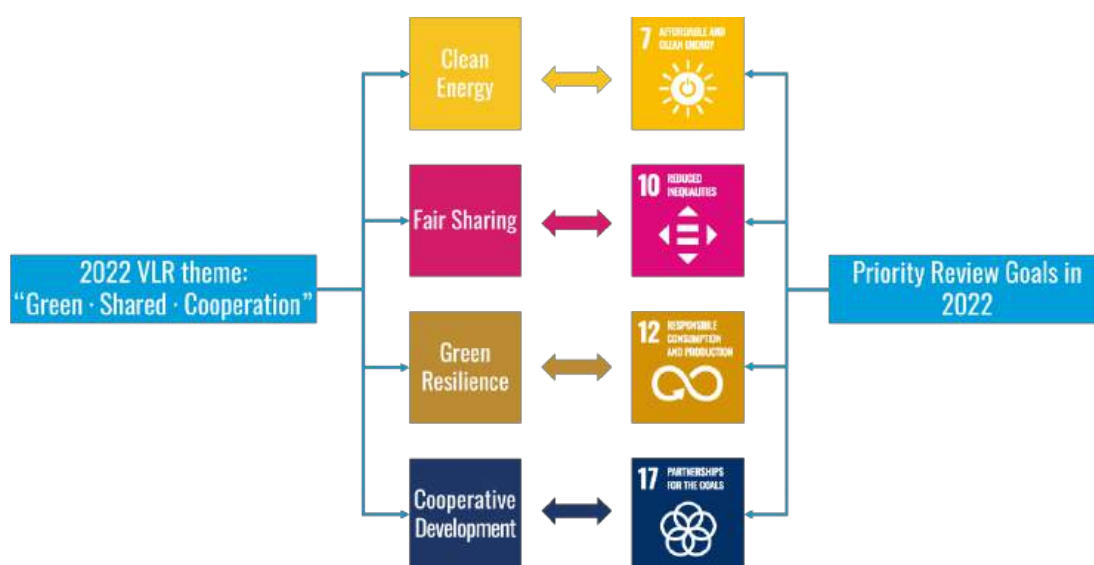 Clean
Energy
7 AFFORDABLE AND
CLEAN ENERGY
Fair Sharing
10 REDUCED
INEQUALITIES
2022 VLR theme:
“Green · Shared · Cooperation”
Priority Review Goals in
2022
Green
Resilience
12 RESPONSIBLE
CONSUMPTION
AND PRODUCTION
Cooperative
Development
17 PARTNERSHIPS
FOR THE GOALS